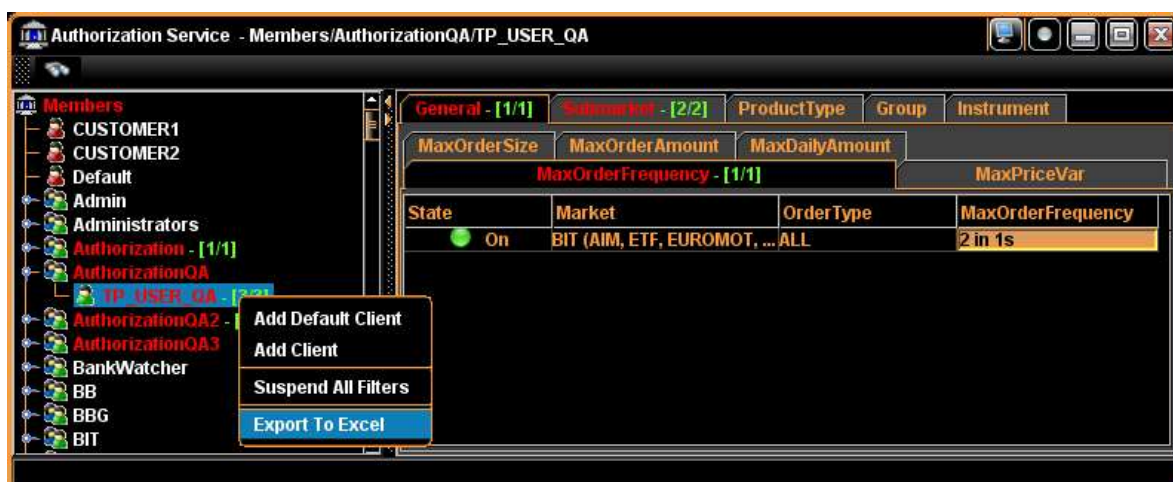 Authorization Service - Members/AuthorizationQA/TP_USER_QA
Members
CUSTOMER1
CUSTOMER2
Default
Admin
Administrators
Authorization - [1/1]
AuthorizationQA
TP_USER_QA - [3/3]
AuthorizationQA2 - [
AuthorizationQA3
BankWatcher
BB
BBG
BIT
Add Default Client
Add Client
Suspend All Filters
Export To Excel
General - [1/1] Submarket - [2/2] ProductType Group Instrument
MaxOrderSize MaxOrderAmount MaxDailyAmount
MaxOrderFrequency - [1/1] MaxPriceVar
State Market OrderType MaxOrderFrequency
On BIT (AIM, ETF, EUROMOT, ... ALL 2 in 1s